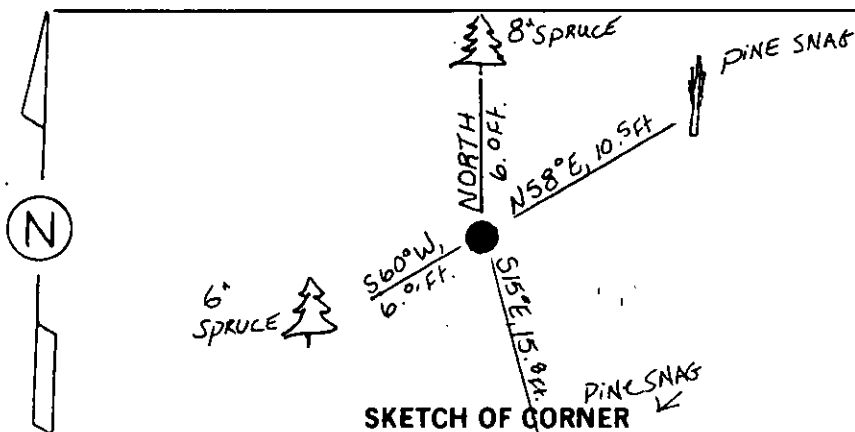 8" SPRUCE
PINE SNAG
NORTH
6.0 Ft.
N58°E, 10.5 Ft
N
S60°W,
6.0 Ft.
6"
SPRUCE
S15°E, 15.8 Ft.
PINE SNAG
SKETCH OF CORNER